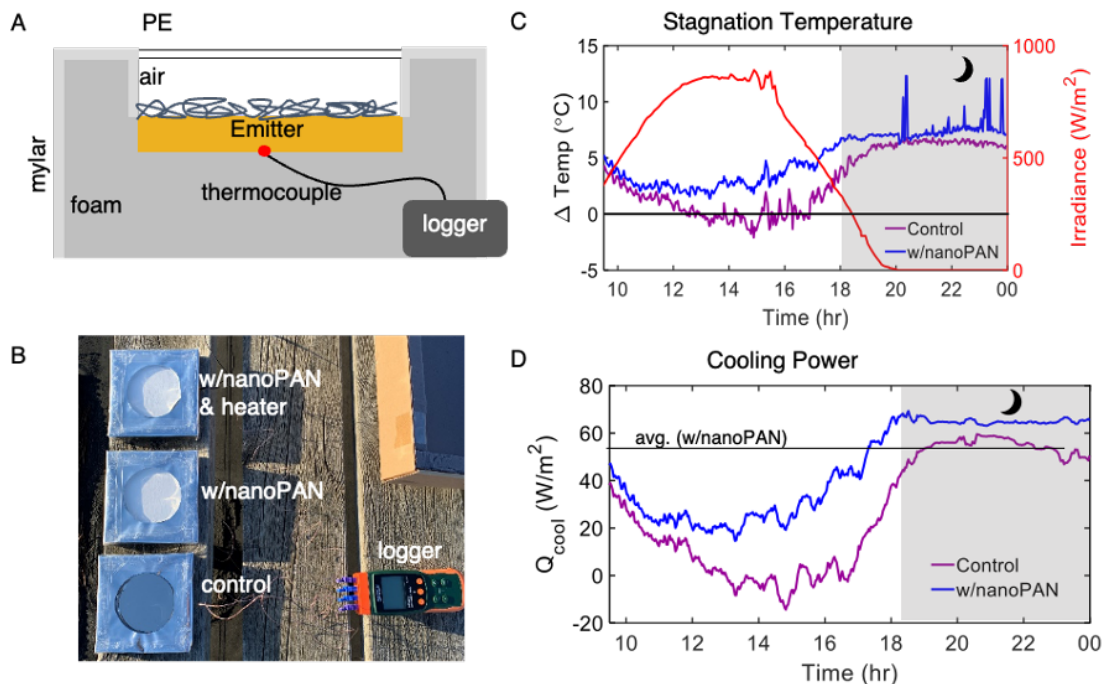 A
PE
air
Emitter
thermocouple
mylar
foam
logger
B
w/nanoPAN
& heater
w/nanoPAN
control
logger
C
Stagnation Temperature
15
10
5
0
-5
Δ Temp (°C)
1000
500
0
Irradiance (W/m²)
Control
w/nanoPAN
10 12 14 16 18 20 22 00
Time (hr)
D
Cooling Power
80
60
40
20
0
-20
Q_cool (W/m²)
avg. (w/nanoPAN)
Control
w/nanoPAN
10 12 14 16 18 20 22 00
Time (hr)